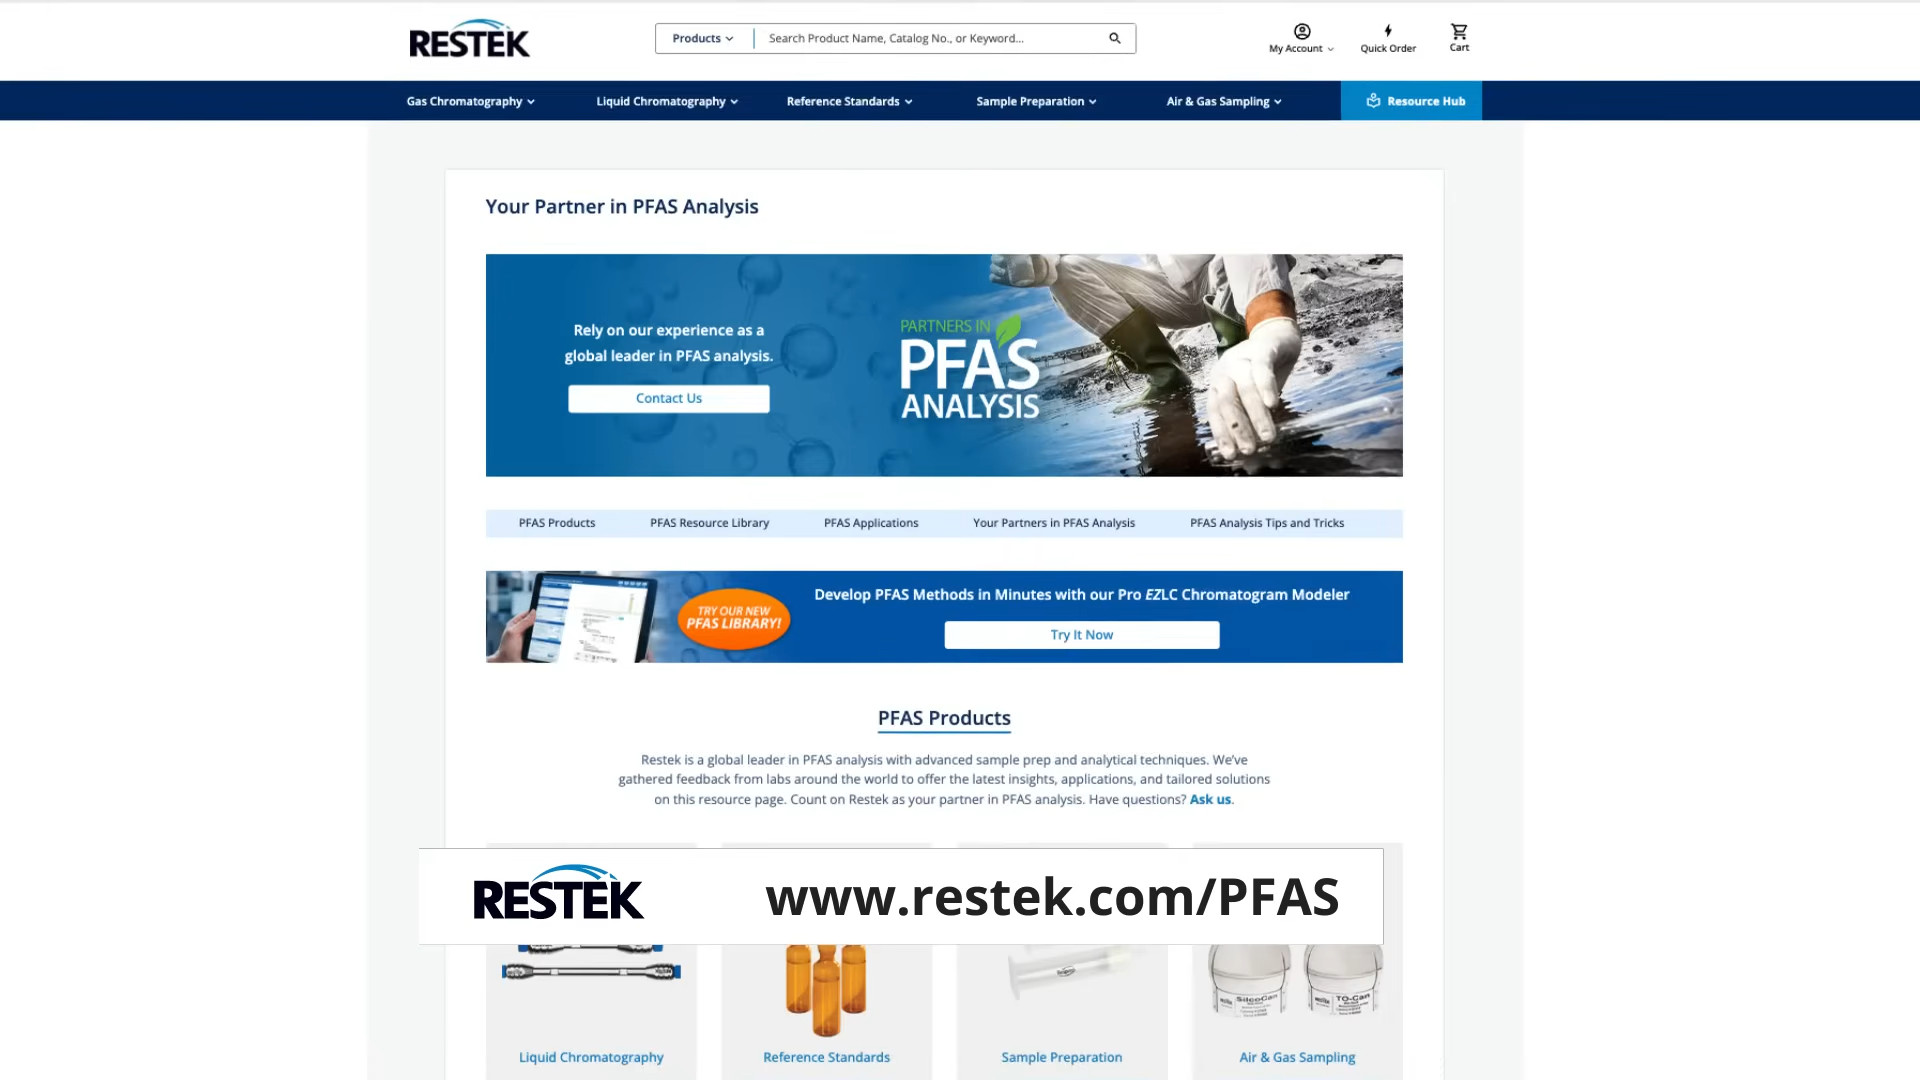 RESTEK
Products
Search Product Name, Catalog No., or Keyword...
My Account
Quick Order
Cart
Gas Chromatography
Liquid Chromatography
Reference Standards
Sample Preparation
Air & Gas Sampling
Resource Hub
Your Partner in PFAS Analysis
Rely on our experience as a
global leader in PFAS analysis.
Contact Us
PARTNERS IN
PFAS
ANALYSIS
PFAS Products
PFAS Resource Library
PFAS Applications
Your Partners in PFAS Analysis
PFAS Analysis Tips and Tricks
TRY OUR NEW
PFAS LIBRARY!
Develop PFAS Methods in Minutes with our Pro EZLC Chromatogram Modeler
Try It Now
PFAS Products
Restek is a global leader in PFAS analysis with advanced sample prep and analytical techniques. We've
gathered feedback from labs around the world to offer the latest insights, applications, and tailored solutions
on this resource page. Count on Restek as your partner in PFAS analysis. Have questions? Ask us.
RESTEK
www.restek.com/PFAS
SilcoCan
TO-Can
Liquid Chromatography
Reference Standards
Sample Preparation
Air & Gas Sampling